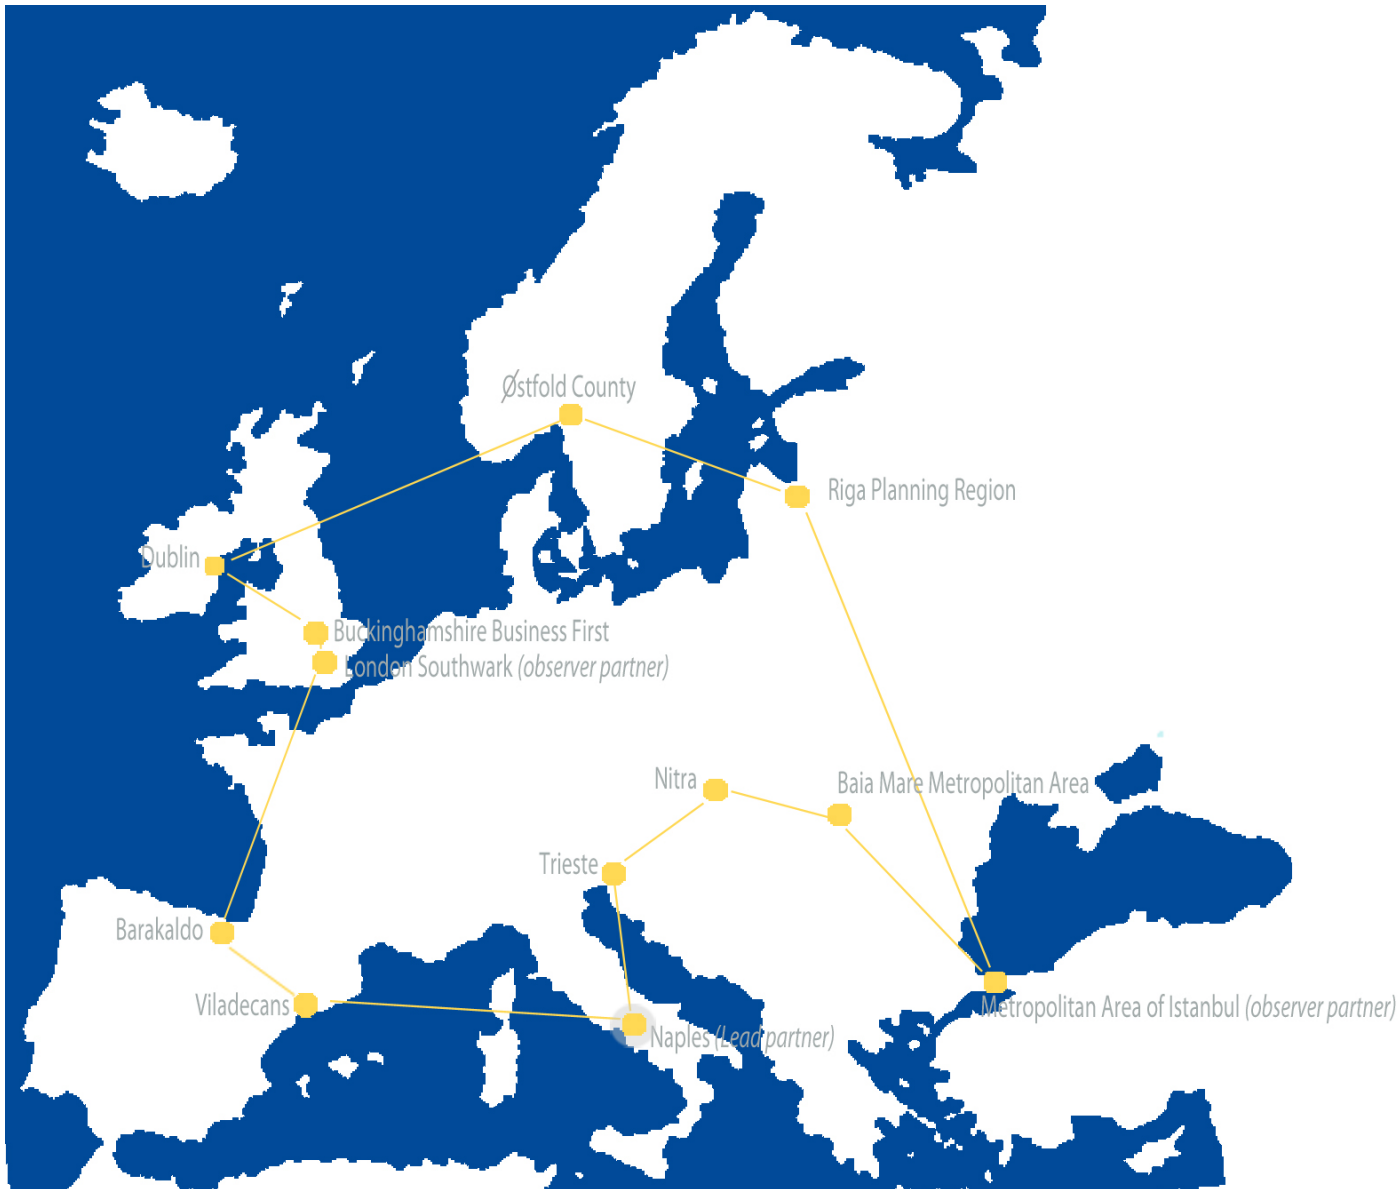 Østfold County
Riga Planning Region
Dublin
Buckinghamshire Business First
London Southwark (observer partner)
Nitra
Baia Mare Metropolitan Area
Trieste
Barakaldo
Viladecans
Metropolitan Area of Istanbul (observer partner)
Naples (Lead partner)